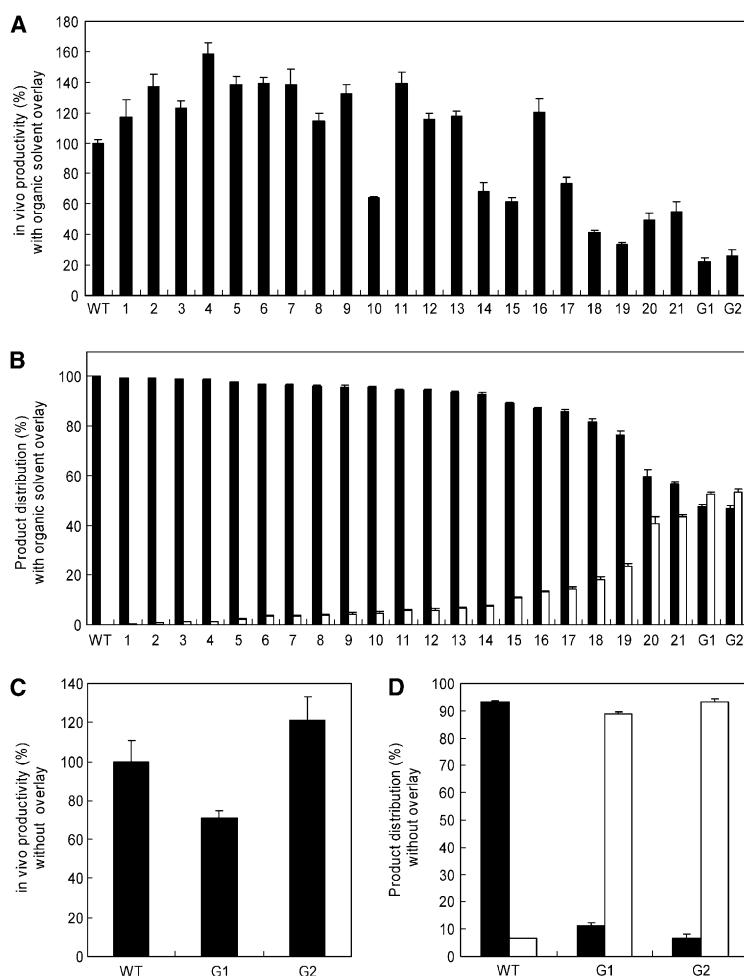 A
in vivo productivity (%)
with organic solvent overlay
180
160
140
120
100
80
60
40
20
0
WT 1 2 3 4 5 6 7 8 9 10 11 12 13 14 15 16 17 18 19 20 21 G1 G2
B
Product distribution (%)
with organic solvent overlay
100
80
60
40
20
0
WT 1 2 3 4 5 6 7 8 9 10 11 12 13 14 15 16 17 18 19 20 21 G1 G2
C
in vivo productivity (%)
without overlay
140
120
100
80
60
40
20
0
WT G1 G2
D
Product distribution (%)
without overlay
100
90
80
70
60
50
40
30
20
10
0
WT G1 G2